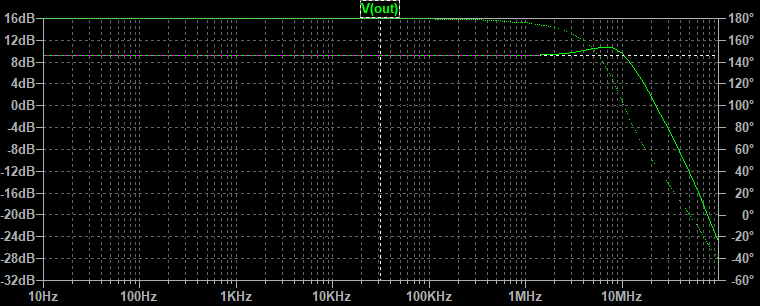 V(out)
16dB 180°
12dB 160°
8dB 140°
4dB 120°
0dB 100°
-4dB 80°
-8dB 60°
-12dB 40°
-16dB 20°
-20dB 0°
-24dB -20°
-28dB -40°
-32dB -60°
10Hz 100Hz 1KHz 10KHz 100KHz 1MHz 10MHz